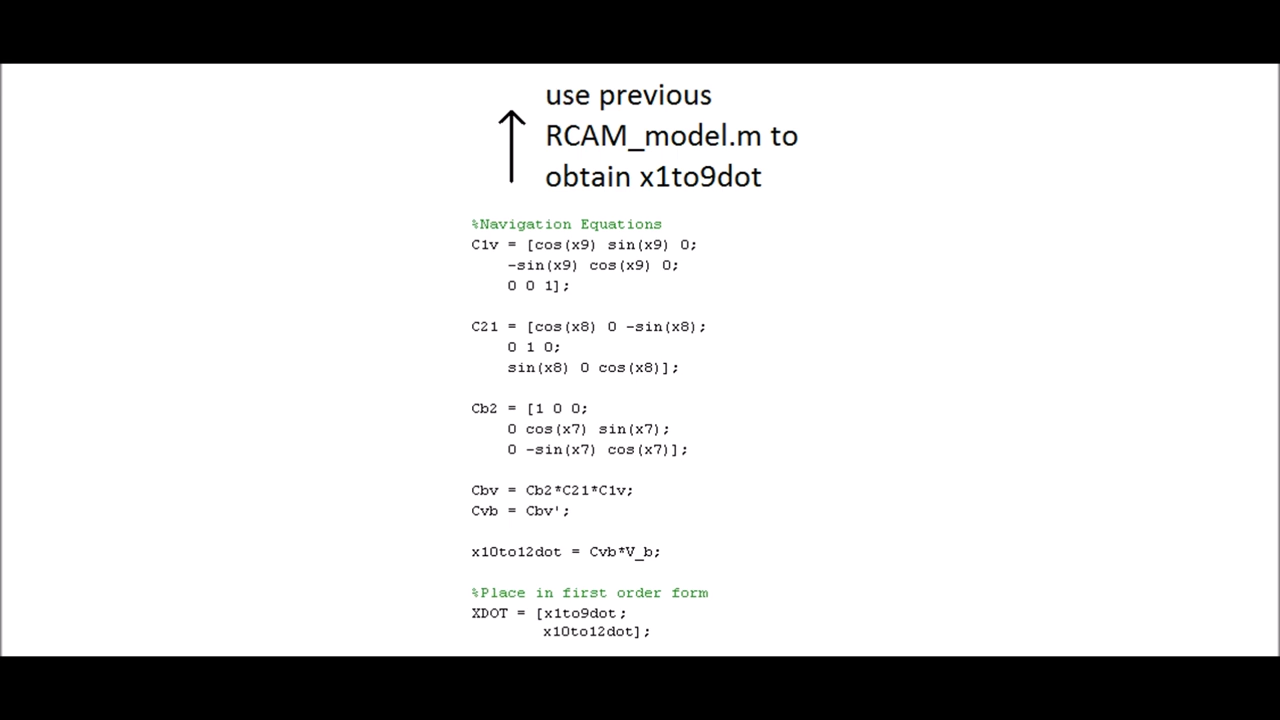 use previous
RCAM_model.m to
obtain x1to9dot
%Navigation Equations
C1v = [cos(x9) sin(x9) 0;
-sin(x9) cos(x9) 0;
0 0 1];
C21 = [cos(x8) 0 -sin(x8);
0 1 0;
sin(x8) 0 cos(x8)];
Cb2 = [1 0 0;
0 cos(x7) sin(x7);
0 -sin(x7) cos(x7)];
Cbv = Cb2*C21*C1v;
Cvb = Cbv';
x10to12dot = Cvb*V_b;
%Place in first order form
XDOT = [x1to9dot;
x10to12dot];